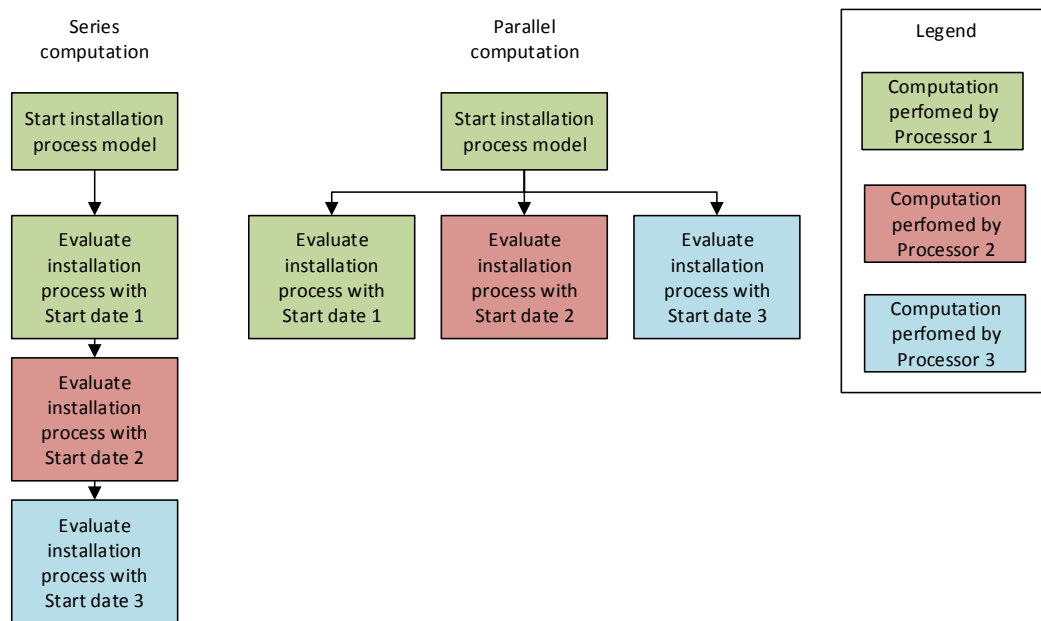 Series
computation
Start installation
process model
Evaluate
installation
process with
Start date 1
Evaluate
installation
process with
Start date 2
Evaluate
installation
process with
Start date 3
Parallel
computation
Start installation
process model
Evaluate
installation
process with
Start date 1
Evaluate
installation
process with
Start date 2
Evaluate
installation
process with
Start date 3
Legend
Computation
perfomed by
Processor 1
Computation
perfomed by
Processor 2
Computation
perfomed by
Processor 3